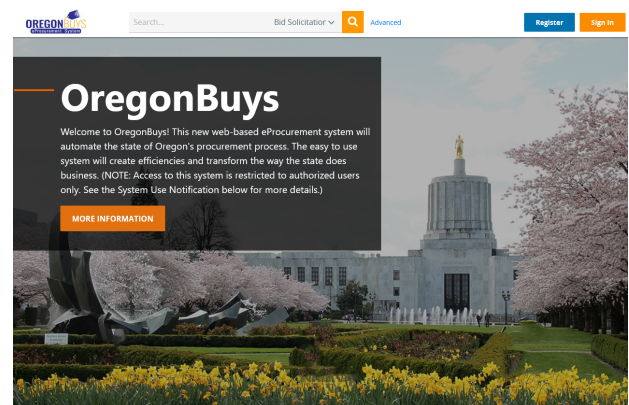 OREGONBUYS
eProcurement System
Search...
Bid Solicitation
Advanced
Register
Sign In
OregonBuys
Welcome to OregonBuys! This new web-based eProcurement system will
automate the state of Oregon's procurement process. The easy to use
system will create efficiencies and transform the way the state does
business. (NOTE: Access to this system is restricted to authorized users
only. See the System Use Notification below for more details.)
MORE INFORMATION